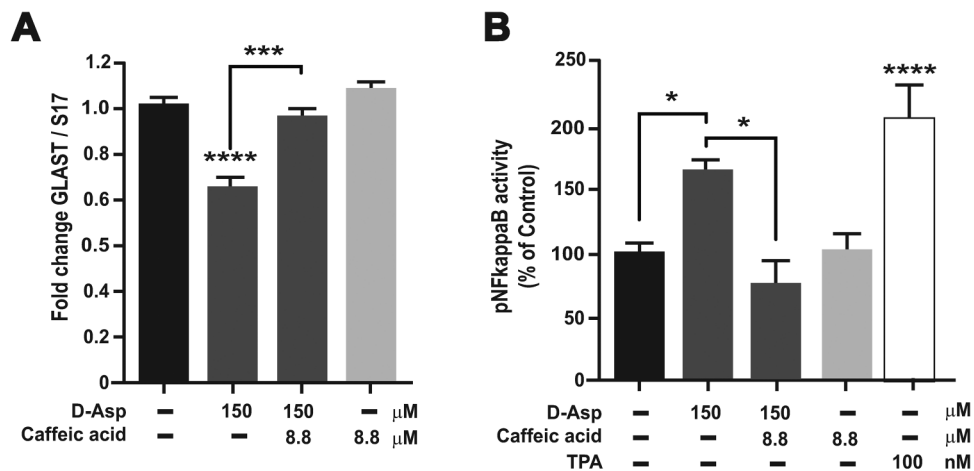 A
Fold change GLAST / S17
1.2
1.0
0.8
0.6
0.5
0.4
0.2
0
***
****
D-Asp – 150 150 – μM
Caffeic acid – – 8.8 8.8 μM
B
pNFkappaB activity
(% of Control)
250
200
150
100
50
0
*
*
****
D-Asp – 150 150 – – μM
Caffeic acid – – 8.8 8.8 – μM
TPA – – – – 100 nM